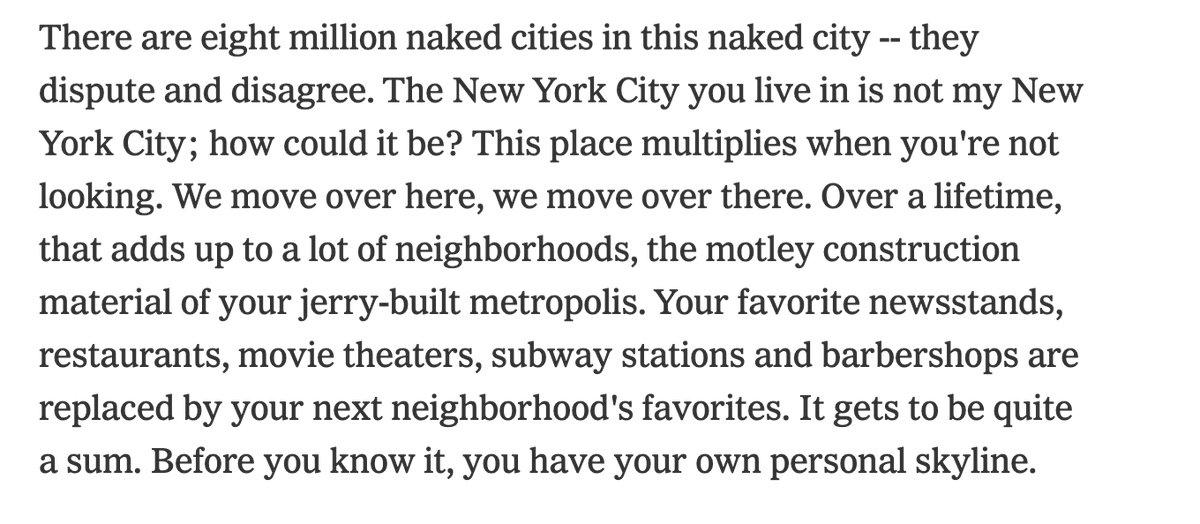 There are eight million naked cities in this naked city -- they
dispute and disagree. The New York City you live in is not my New
York City; how could it be? This place multiplies when you're not
looking. We move over here, we move over there. Over a lifetime,
that adds up to a lot of neighborhoods, the motley construction
material of your jerry-built metropolis. Your favorite newsstands,
restaurants, movie theaters, subway stations and barbershops are
replaced by your next neighborhood's favorites. It gets to be quite
a sum. Before you know it, you have your own personal skyline.